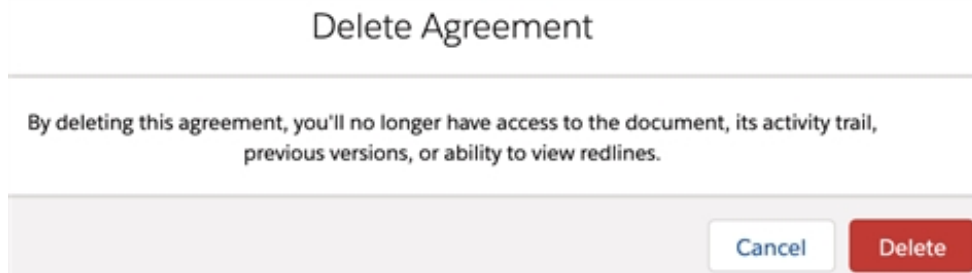 Delete Agreement
By deleting this agreement, you'll no longer have access to the document, its activity trail,
previous versions, or ability to view redlines.
Cancel Delete